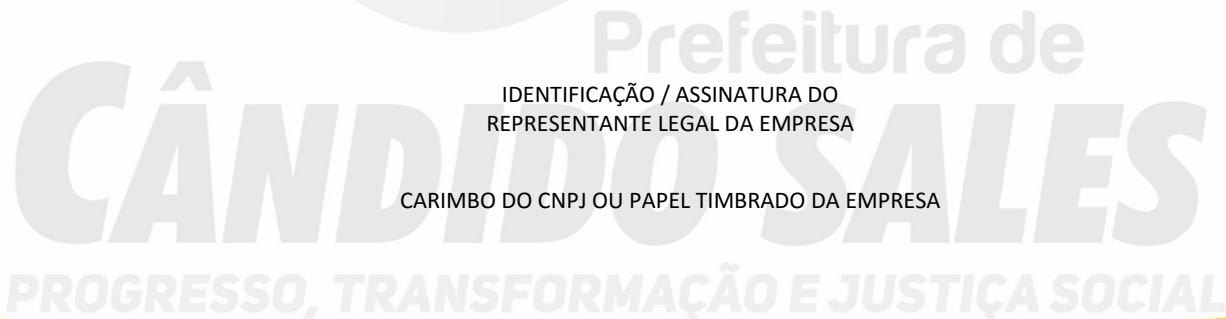 Prefeitura de
CÂNDIDO SALES
PROGRESSO, TRANSFORMAÇÃO E JUSTIÇA SOCIAL
IDENTIFICAÇÃO / ASSINATURA DO
REPRESENTANTE LEGAL DA EMPRESA
CARIMBO DO CNPJ OU PAPEL TIMBRADO DA EMPRESA